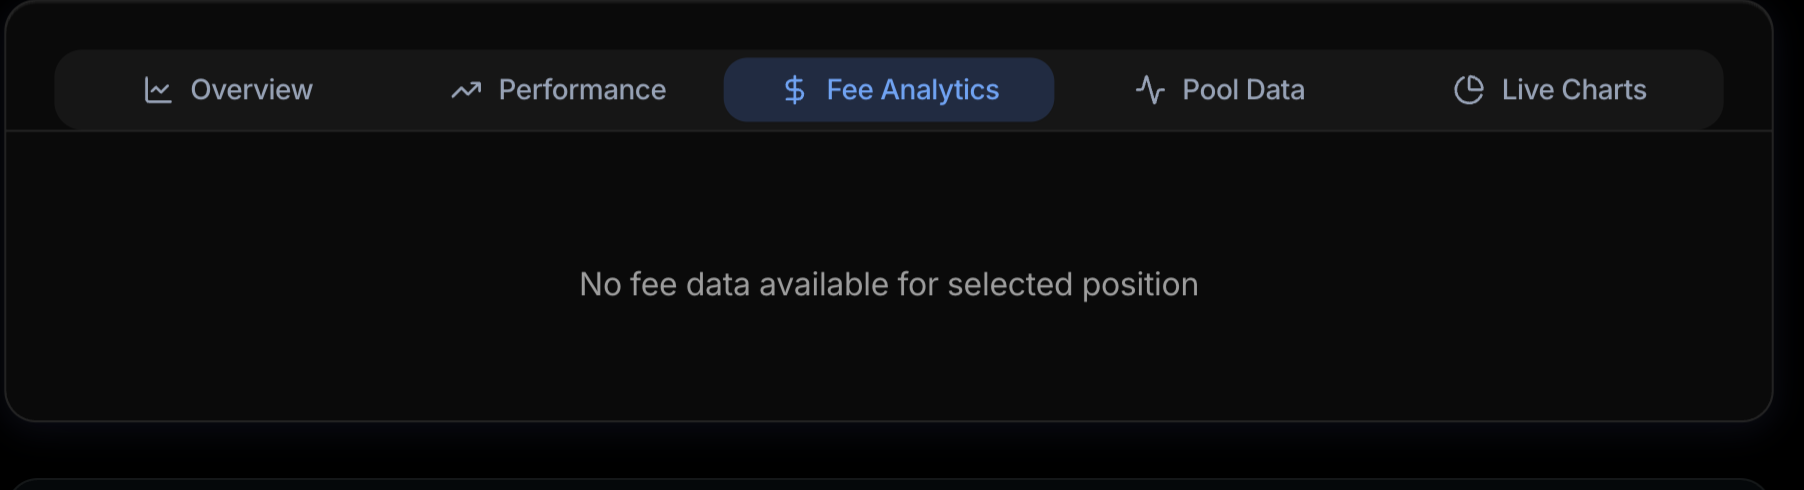 Overview
Performance
Fee Analytics
Pool Data
Live Charts
No fee data available for selected position